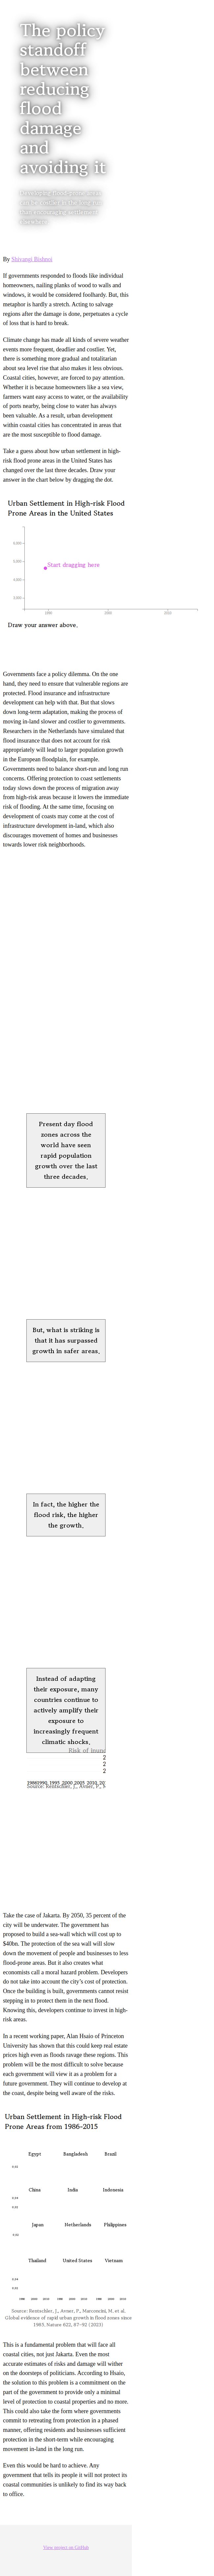 The policy
standoff
between
reducing
flood
damage
and
avoiding it
By Shivangi Bishnoi
If governments responded to floods like individual
homeowners, nailing planks of wood to walls and
windows, it would be considered foolhardy. But, this
metaphor is hardly a stretch. Acting to salvage
regions after the damage is done, perpetuates a cycle
of loss that is hard to break.
Climate change has made all kinds of severe weather
events more frequent, deadlier and costlier. Yet,
there is something more gradual and totalitarian
about sea level rise that also makes it less obvious.
Coastal cities, however, are forced to pay attention.
Whether it is because homeowners like a sea view,
farmers want easy access to water, or the availability
of ports nearby, being close to water has always
been valuable. As a result, urban development
within coastal cities has concentrated in areas that
are the most susceptible to flood damage.
Take a guess about how urban settlement in high-
risk flood prone areas in the United States has
changed over the last three decades. Draw your
answer in the chart below by dragging the dot.
Urban Settlement in High-risk Flood
Prone Areas in the United States
Start dragging here
Draw your answer above.
Governments face a policy dilemma. On the one
hand, they need to ensure that vulnerable regions are
protected. Flood insurance and infrastructure
development can help with that. But that slows
down long-term adaptation, making the process of
moving in-land slower and costlier to governments.
Researchers in the Netherlands have simulated that
flood insurance that does not account for risk
appropriately will lead to larger population growth
in the European floodplain, for example.
Governments need to balance short-run and long run
concerns. Offering protection to coast settlements
today slows down the process of migration away
from high-risk areas because it lowers the immediate
risk of flooding. At the same time, focusing on
development of coasts may come at the cost of
infrastructure development in-land, which also
discourages movement of homes and businesses
towards lower risk neighborhoods.
Present day flood
zones across the
world have seen
rapid population
growth over the last
three decades.
But, what is striking is
that it has surpassed
growth in safer areas.
In fact, the higher the
flood risk, the higher
the growth.
Instead of adapting
their exposure, many
countries continue to
actively amplify their
exposure to
increasingly frequent
climatic shocks.
Take the case of Jakarta. By 2050, 35 percent of the
city will be underwater. The government has
proposed to build a sea-wall which will cost up to
$40bn. The protection of the sea wall will slow
down the movement of people and businesses to less
flood-prone areas. But it also creates what
economists call a moral hazard problem. Developers
do not take into account the city's cost of protection.
Once the building is built, governments cannot resist
stepping in to protect them in the next flood.
Knowing this, developers continue to invest in high-
risk areas.
In a recent working paper, Alan Hsaio of Princeton
University has shown that this could keep real estate
prices high even as floods ravage these regions. This
problem will be the most difficult to solve because
each government will view it as a problem for a
future government. They will continue to develop at
the coast, despite being well aware of the risks.
Urban Settlement in High-risk Flood
Prone Areas from 1986-2015
Egypt Bangladesh Brazil
China India Indonesia
Japan Netherlands Philippines
Thailand United States Vietnam
Source: Rentschler, J., Avner, P., Marconcini, M. et al.
Global evidence of rapid urban growth in flood zones since
1985. Nature 622, 87–92 (2023)
This is a fundamental problem that will face all
coastal cities, not just Jakarta. Even the most
accurate estimates of risks and damage will wither
on the doorsteps of politicians. According to Hsaio,
the solution to this problem is a commitment on the
part of the government to provide only a minimal
level of protection to coastal properties and no more.
This could also take the form where governments
commit to retreating from protection in a phased
manner, offering residents and businesses sufficient
protection in the short-term while encouraging
movement in-land in the long run.
Even this would be hard to achieve. Any
government that tells its people it will not protect its
coastal communities is unlikely to find its way back
to office.
View project on GitHub